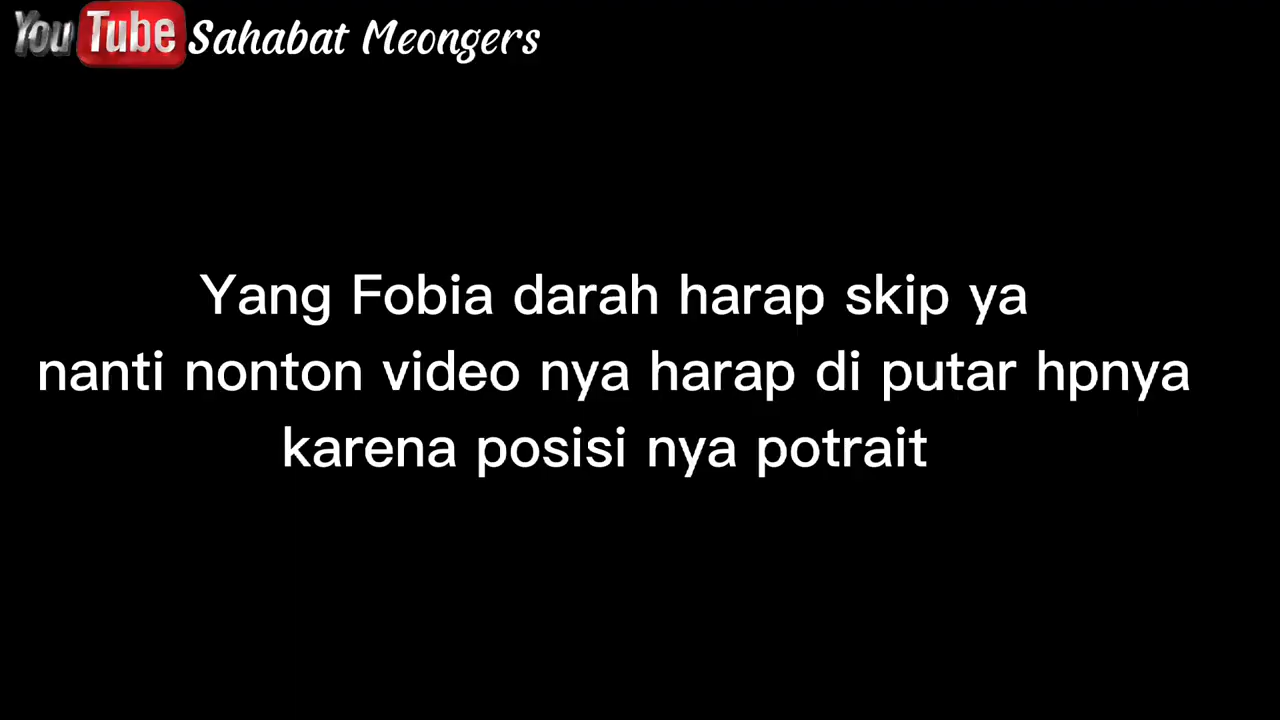 YouTube Sahabat Meongers
Yang Fobia darah harap skip ya
nanti nonton video nya harap di putar hpnya
karena posisi nya potrait